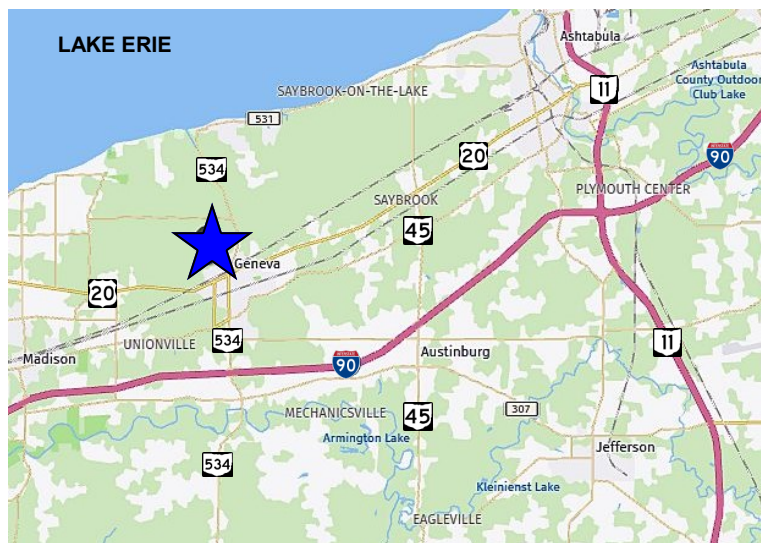 LAKE ERIE
Ashtabula
Ashtabula
County Outdoor
Club Lake
11
SAYBROOK-ON-THE-LAKE
531
534
20
90
PLYMOUTH CENTER
SAYBROOK
45
Geneva
20
534
11
UNIONVILLE
Madison
INTERSTATE
90
Austinburg
MECHANICSVILLE
45
307
Armington Lake
Jefferson
534
Kleinienst Lake
EAGLEVILLE